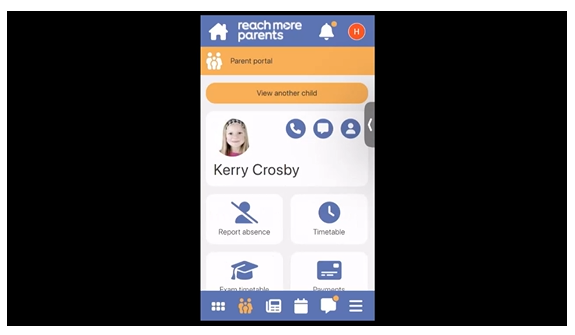 reach more
parents
H
Parent portal
View another child
Kerry Crosby
Report absence
Timetable
Exam timetable
Payments